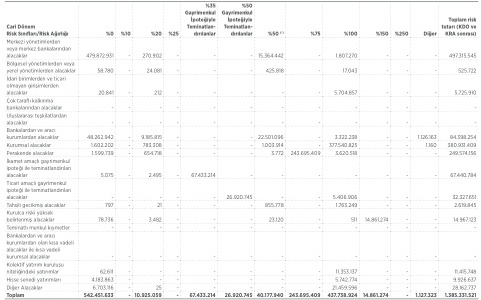 %35 %50
Gayrimenkul Gayrimenkul
İpoteğiyle İpoteğiyle Toplam risk
Cari Dönem Teminatlan- Teminatlan- tutarı (KDO ve
Risk Sınıfları/Risk Ağırlığı %0 %10 %20 %25 dırılanlar dırılanlar %50 %75 %100 %150 %250 Diğer KRA sonrası)
Merkezi yönetimlerden
veya merkez bankalarından
alacaklar 479.872.931 - 270.902 - - - 15.364.442 - 1.807.270 - - - 497.315.545
Bölgesel yönetimlerden veya
yerel yönetimlerden alacaklar 58.780 - 24.081 - - - 425.818 - 17.043 - - - 525.722
İdari birimlerden ve ticari
olmayan girişimlerden
alacaklar 20.841 - 212 - - - - - 5.704.857 - - - 5.725.910
Çok taraflı kalkınma
bankalarından alacaklar - - - - - - - - - - - - -
Uluslararası teşkilatlardan
alacaklar - - - - - - - - - - - - -
Bankalardan ve aracı
kurumlardan alacaklar 48.262.942 - 9.185.815 - - - 22.501.096 - 3.322.238 - - 1.126.163 84.398.254
Kurumsal alacaklar 1.602.202 - 783.308 - - - 1.003.914 - 377.540.825 - - 1.160 380.931.409
Perakende alacaklar 1.599.739 - 654.718 - - - 3.772 243.695.409 3.620.518 - - - 249.574.156
İkamet amaçlı gayrimenkul
ipoteği ile teminatlandırılan
alacaklar 5.075 - 2.495 - 67.433.214 - - - - - - - 67.440.784
Ticari amaçlı gayrimenkul
ipoteği ile teminatlandırılan
alacaklar - - - - - 26.920.745 - - 5.406.906 - - - 32.327.651
Tahsili gecikmiş alacaklar 797 - 21 - - - 855.778 - 1.763.249 - - - 2.619.845
Kurulca riski yüksek
belirlenmiş alacaklar 78.736 - 3.482 - - - 23.120 - 511 14.861.274 - - 14.967.123
Teminatlı menkul kıymetler - - - - - - - - - - - - -
Bankalardan ve aracı
kurumlardan olan kısa vadeli
alacaklar ile kısa vadeli
kurumsal alacaklar - - - - - - - - - - - - -
Kolektif yatırım kuruluşu
niteliğindeki yatırımlar 62.611 - - - - - - - 11.353.137 - - - 11.415.748
Hisse senedi yatırımları 4.183.863 - - - - - - - 5.742.774 - - - 9.926.637
Diğer Alacaklar 6.703.116 - 25 - - - - - 21.459.596 - - - 28.162.737
Toplam 542.451.633 - 10.925.059 - 67.433.214 26.920.745 40.177.940 243.695.409 437.738.924 14.861.274 - 1.127.323 1.385.331.521